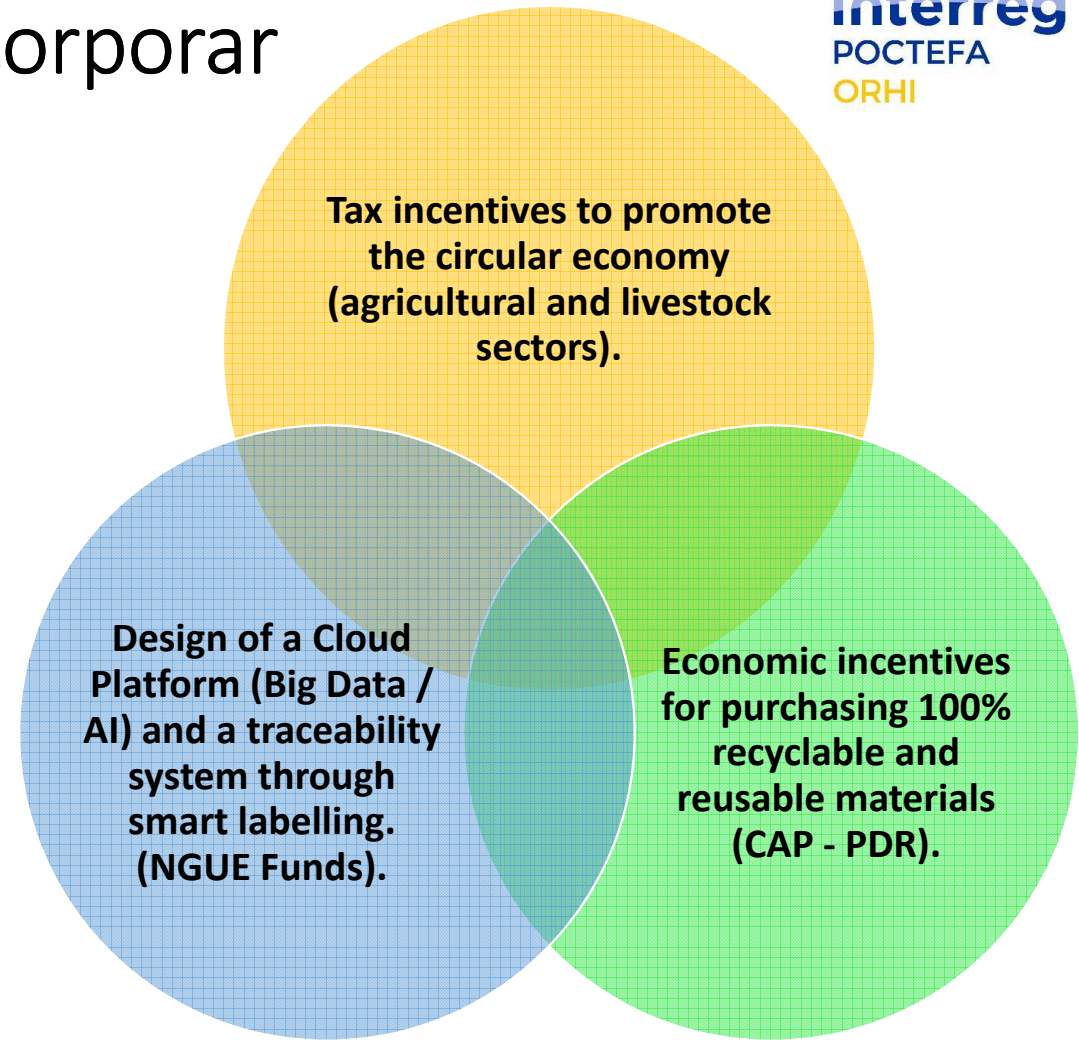 orporar
Interreg
POCTEFA
ORHI
Tax incentives to promote
the circular economy
(agricultural and livestock
sectors).
Design of a Cloud
Platform (Big Data /
AI) and a traceability
system through
smart labelling.
(NGUE Funds).
Economic incentives
for purchasing 100%
recyclable and
reusable materials
(CAP - PDR).